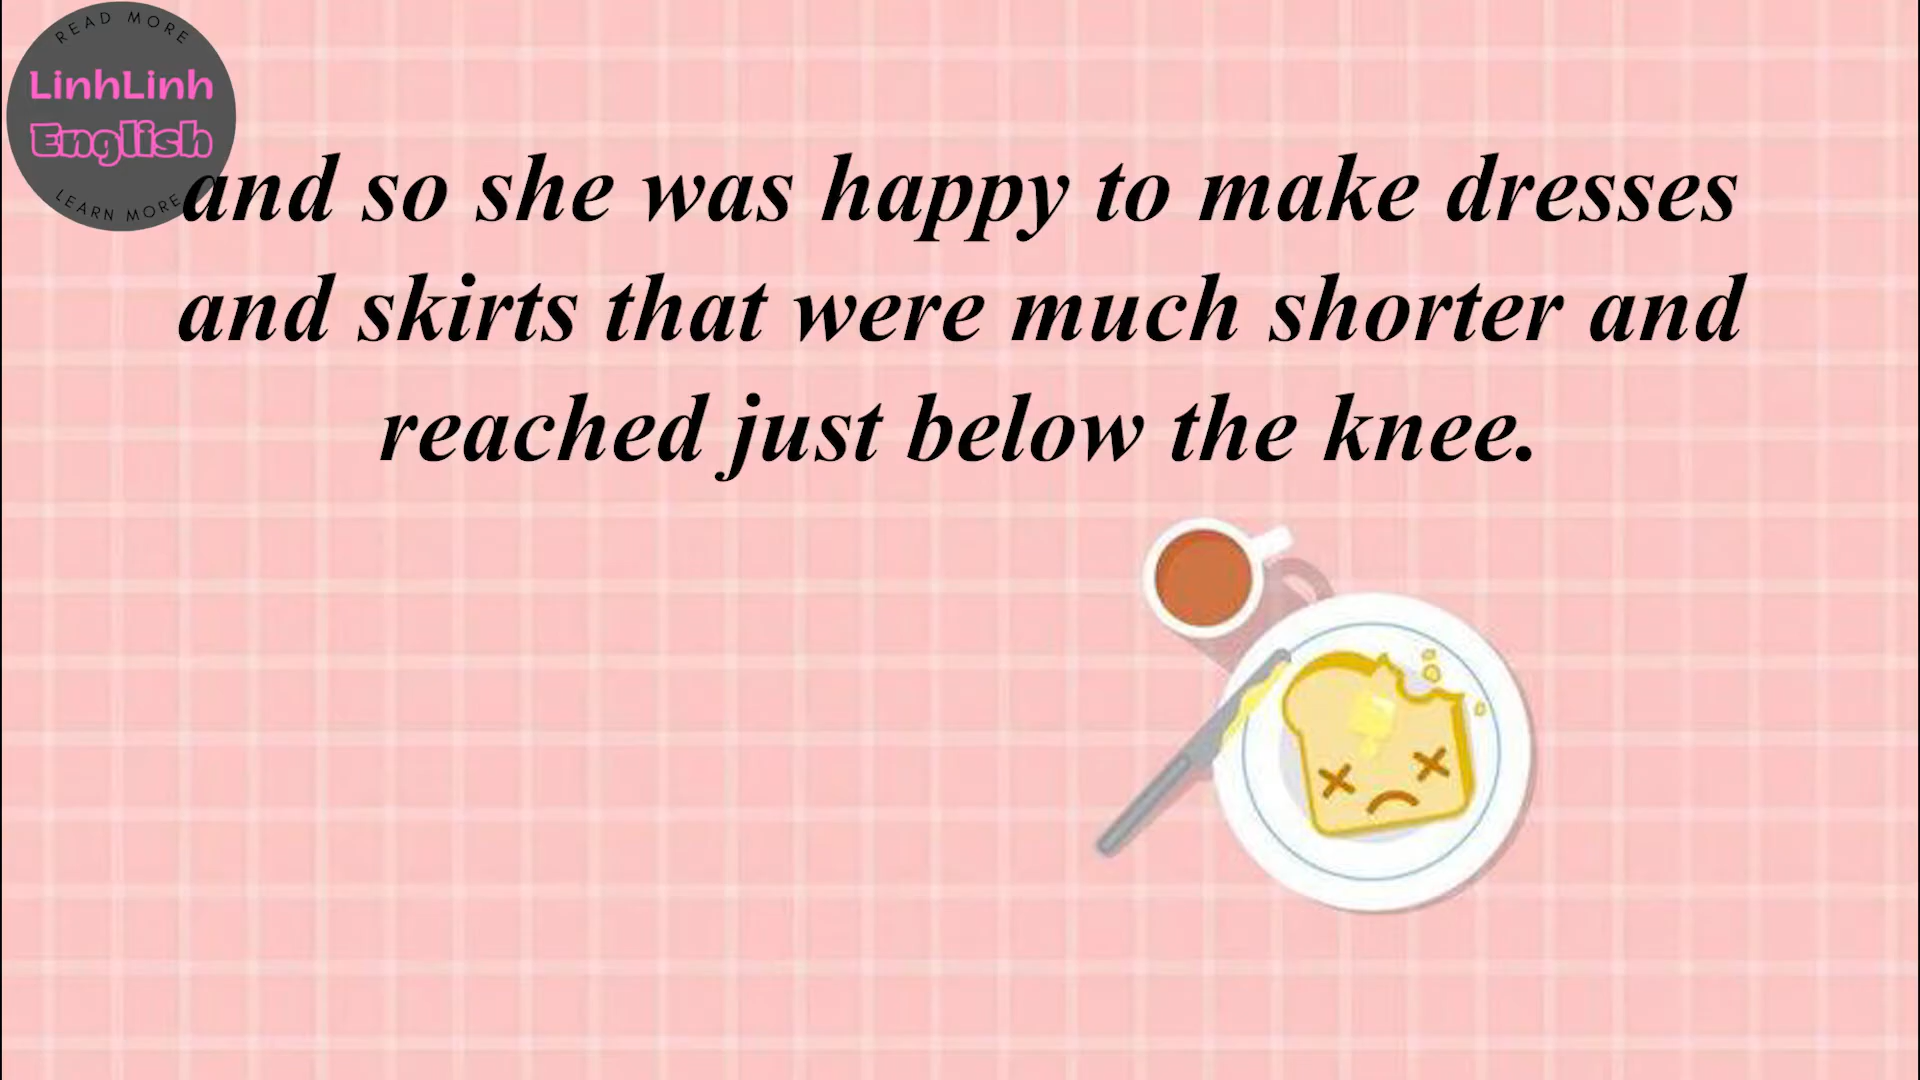 READ MORE
LinhLinh
English
LEARN MORE
and so she was happy to make dresses
and skirts that were much shorter and
reached just below the knee.